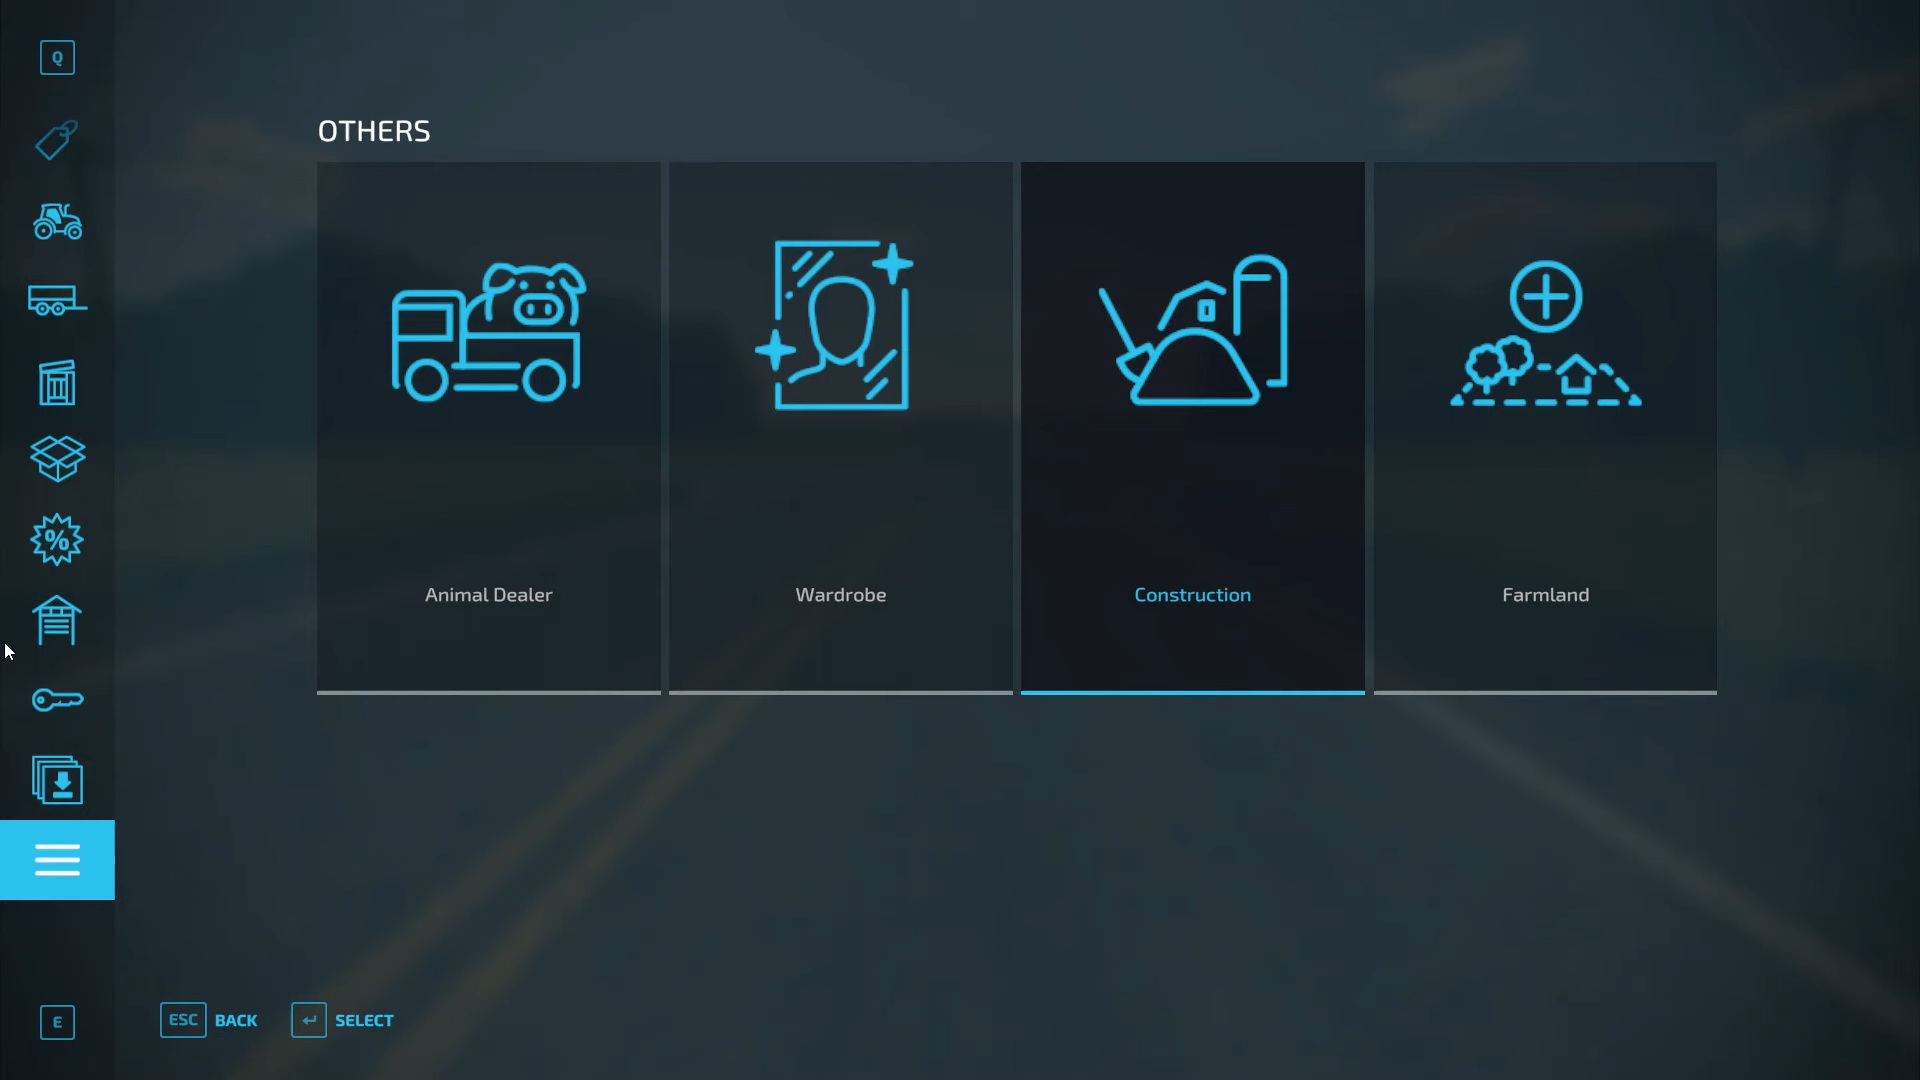 Q
OTHERS
%
Animal Dealer
Wardrobe
Construction
Farmland
E
ESC BACK
SELECT